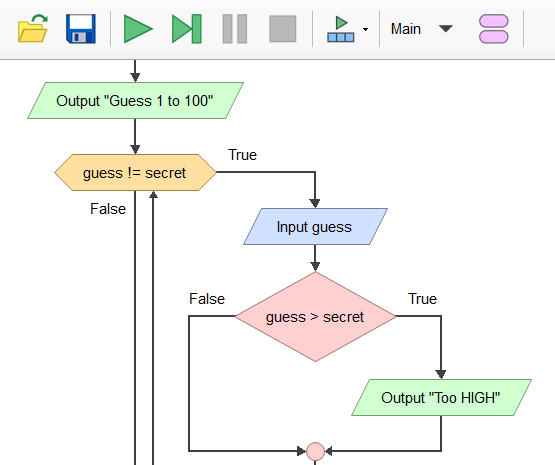 Main
Output "Guess 1 to 100"
True
guess != secret
False
Input guess
False
True
guess > secret
Output "Too HIGH"